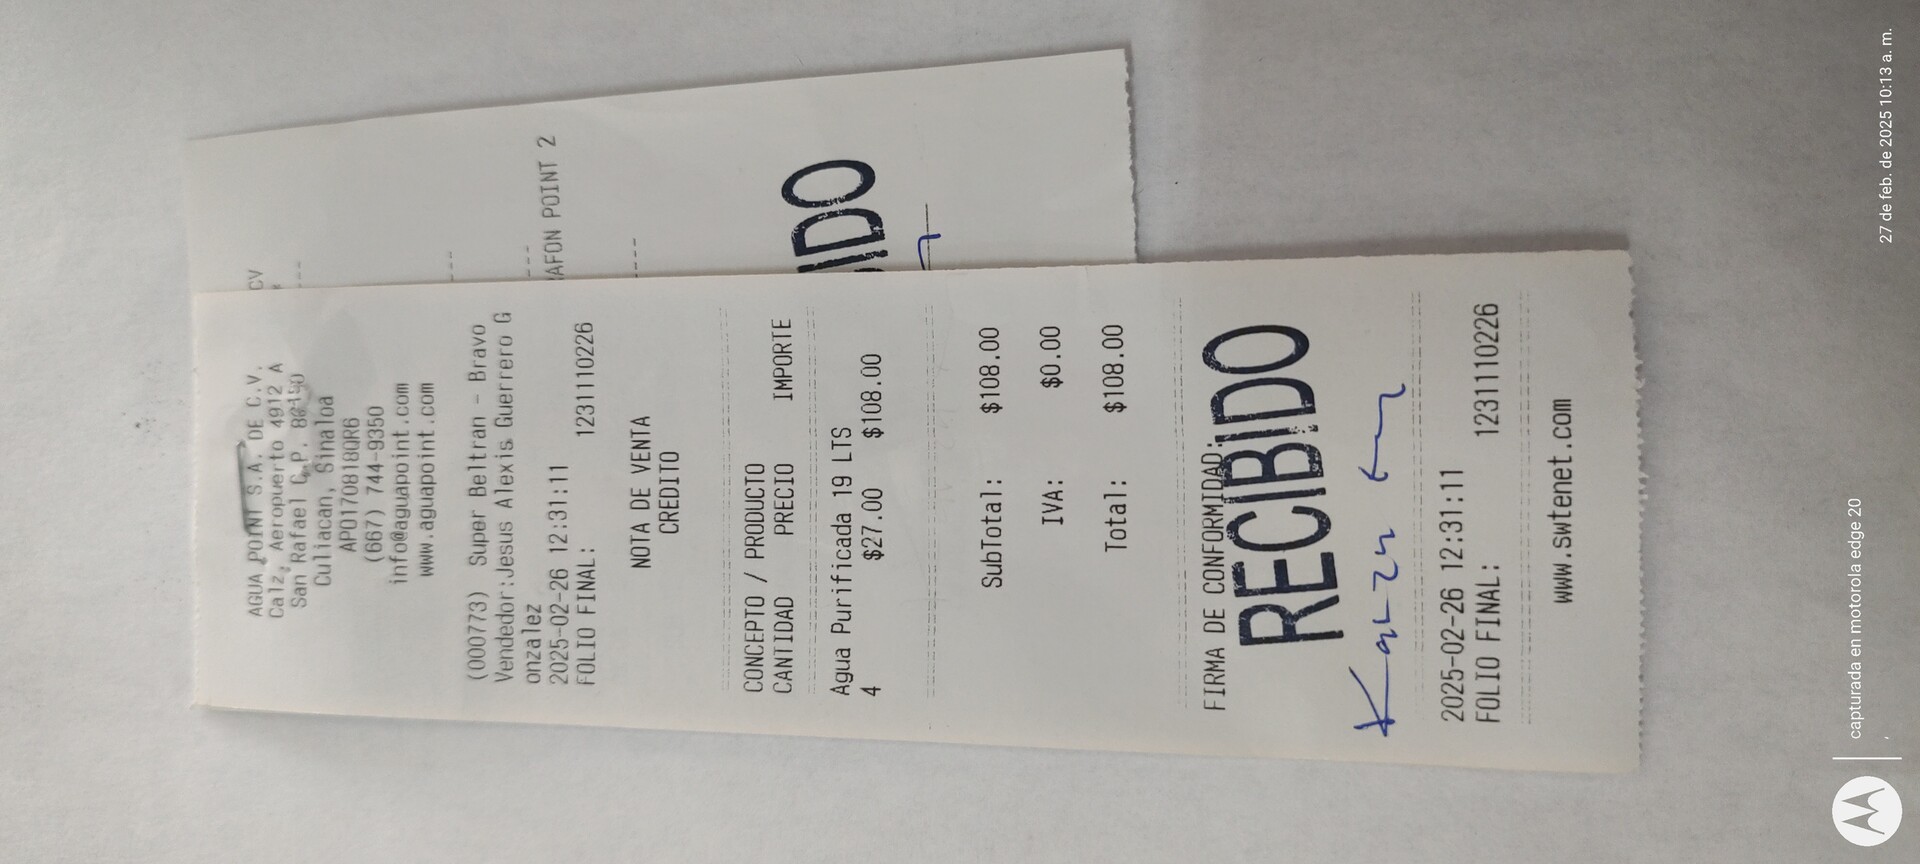 AGUA POINT S.A. DE C.V.
Calz. Aeropuerto 4912 A
San Rafael C.P. 80150
Culiacan, Sinaloa
APO170818QR6
(667) 744-9350
info@aguapoint.com
www.aguapoint.com
(000773) Super Beltran - Bravo
Vendedor:Jesus Alexis Guerrero G
onzalez
2025-02-26 12:31:11
FOLIO FINAL: 1231110226
NOTA DE VENTA
CREDITO
CONCEPTO / PRODUCTO
CANTIDAD PRECIO IMPORTE
Agua Purificada 19 LTS
4 $27.00 $108.00
SubTotal: $108.00
IVA: $0.00
Total: $108.00
FIRMA DE CONFORMIDAD:
RECIBIDO
2025-02-26 12:31:11
FOLIO FINAL: 1231110226
www.swtenet.com
CV
AFON POINT 2
IDO
27 de feb. de 2025 10:13 a. m.
capturada en motorola edge 20